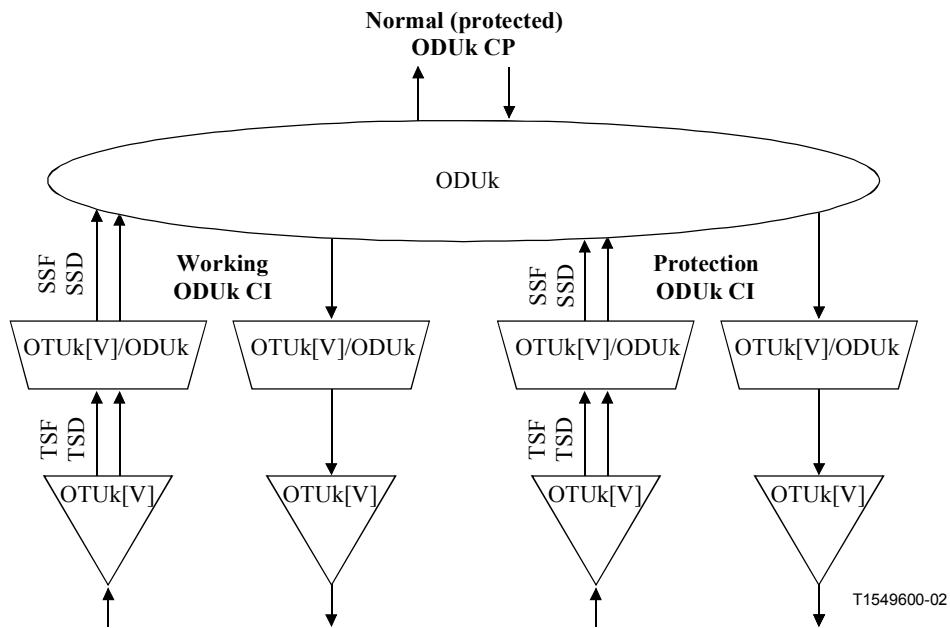 Normal (protected)
ODUk CP
ODUk
SSF
SSD
Working
ODUk CI
SSF
SSD
Protection
ODUk CI
OTUk[V]/ODUk
OTUk[V]/ODUk
OTUk[V]/ODUk
OTUk[V]/ODUk
TSF
TSD
TSF
TSD
OTUk[V]
OTUk[V]
OTUk[V]
OTUk[V]
T1549600-02